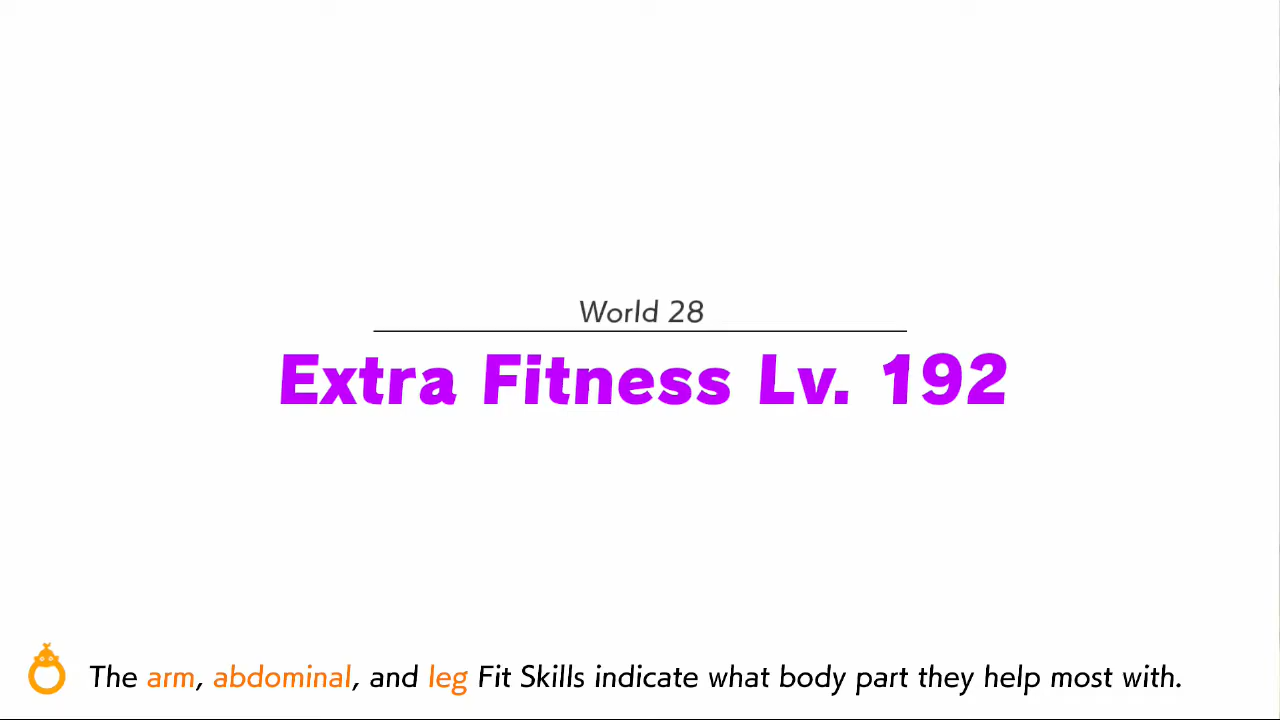 World 28
Extra Fitness Lv. 192
The arm, abdominal, and leg Fit Skills indicate what body part they help most with.